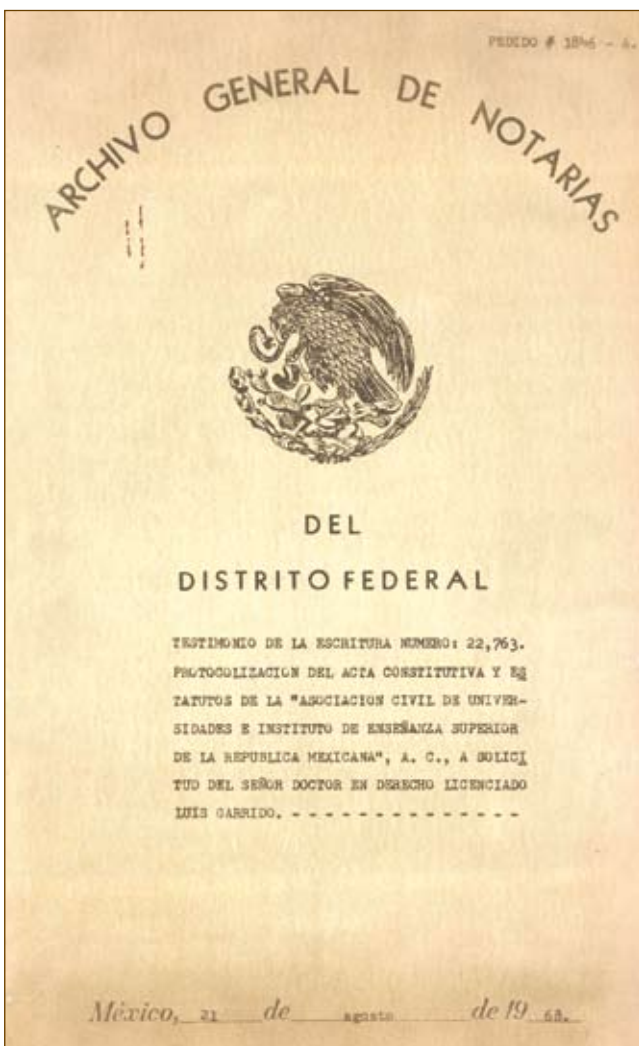 PEDIDO # 1846 - A.
ARCHIVO GENERAL DE NOTARIAS
DEL
DISTRITO FEDERAL
TESTIMONIO DE LA ESCRITURA NUMERO: 22,763.
PROTOCOLIZACION DEL ACTA CONSTITUTIVA Y ES
TATUTOS DE LA "ASOCIACION CIVIL DE UNIVER-
SIDADES E INSTITUTO DE ENSEÑANZA SUPERIOR
DE LA REPUBLICA MEXICANA", A. C., A SOLICI
TUD DEL SEÑOR DOCTOR EN DERECHO LICENCIADO
LUIS GARRIDO. - - - - - - - - - - - - - -
México, 21 de agosto de 19 68.